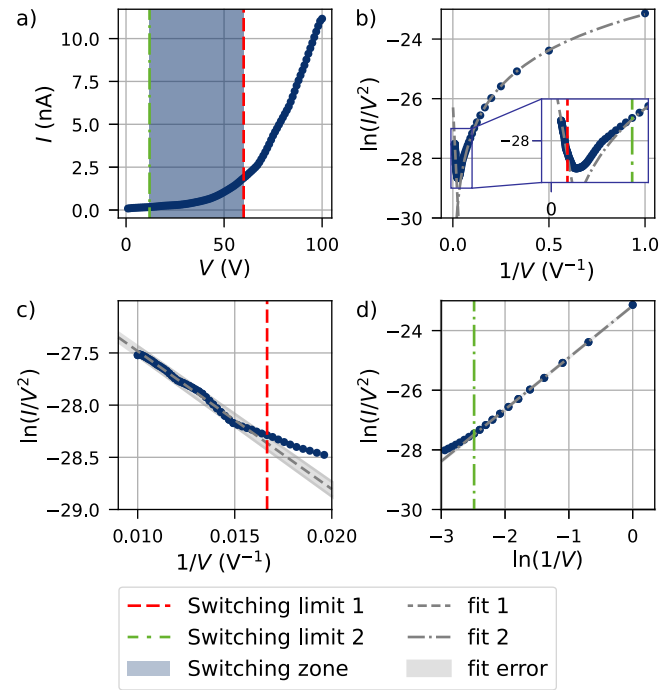 a)
10.0
7.5
5.0
2.5
0.0
I (nA)
0
50
100
V (V)
b)
−24
−26
−28
−30
ln(I/V²)
−28
0
0.0
0.5
1.0
1/V (V⁻¹)
c)
−27.5
−28.0
−28.5
−29.0
ln(I/V²)
0.010
0.015
0.020
1/V (V⁻¹)
d)
−24
−26
−28
−30
ln(I/V²)
−3
−2
−1
0
ln(1/V)
Switching limit 1
Switching limit 2
Switching zone
fit 1
fit 2
fit error